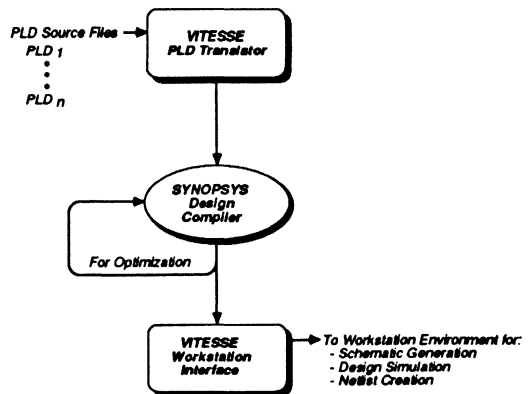 PLD Source Files
PLD 1
PLD n
VITESSE
PLD Translator
SYNOPSYS
Design
Compiler
For Optimization
VITESSE
Workstation
Interface
To Workstation Environment for:
- Schematic Generation
- Design Simulation
- Netlist Creation